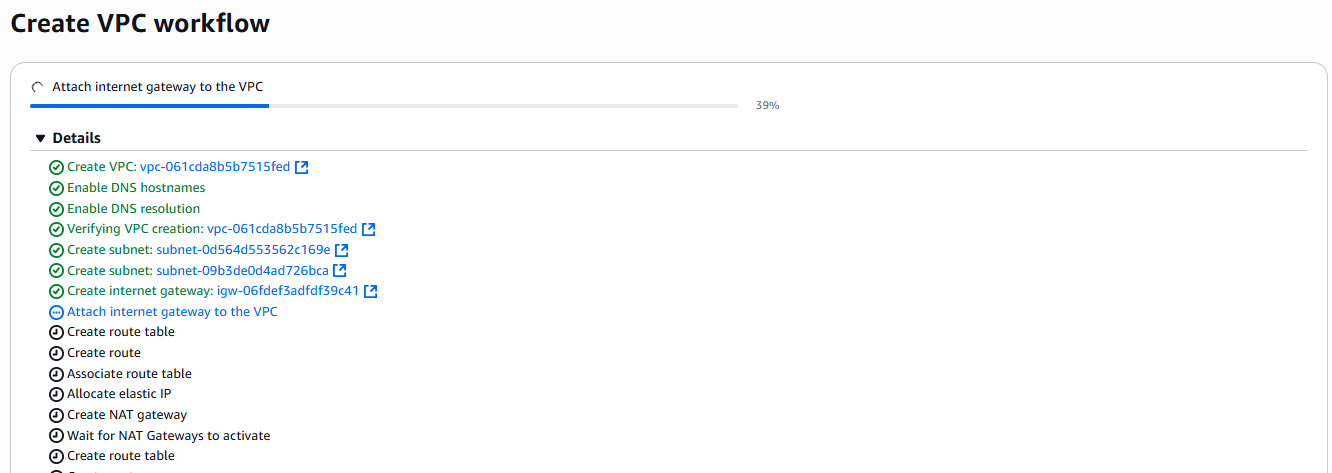 Create VPC workflow
Attach internet gateway to the VPC
39%
Details
Create VPC: vpc-061cda8b5b7515fed
Enable DNS hostnames
Enable DNS resolution
Verifying VPC creation: vpc-061cda8b5b7515fed
Create subnet: subnet-0d564d553562c169e
Create subnet: subnet-09b3de0d4ad726bca
Create internet gateway: igw-06fdef3adfdf39c41
Attach internet gateway to the VPC
Create route table
Create route
Associate route table
Allocate elastic IP
Create NAT gateway
Wait for NAT Gateways to activate
Create route table